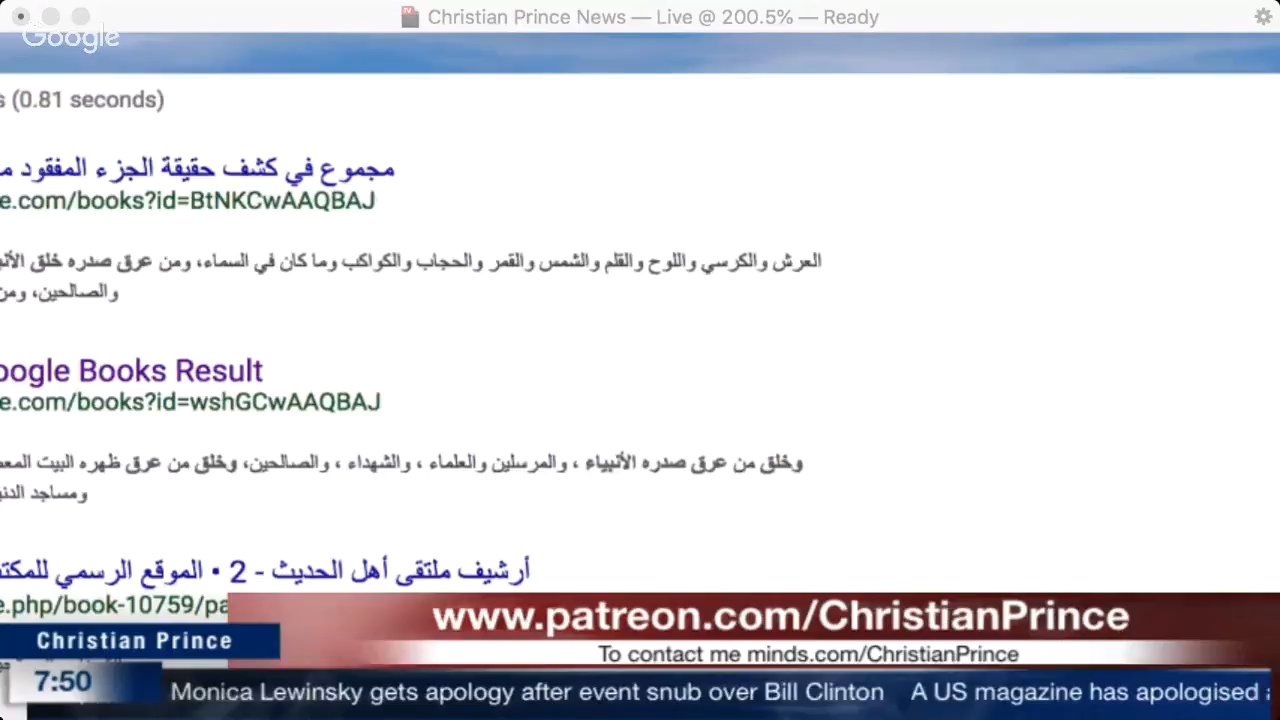 Christian Prince News — Live @ 200.5% — Ready
Google
s (0.81 seconds)
مجموع في كشف حقيقة الجزء المفقود
e.com/books?id=BtNKCwAAQBAJ
العرش والكرسي واللوح والقلم والشمس والقمر والحجاب والكواكب وما كان في السماء، ومن عرق صدره خلق
والصالحين، ومن
oogle Books Result
e.com/books?id=wshGCwAAQBAJ
وخلق من عرق صدره الأنبياء ، والمرسلين والعلماء ، والشهداء ، والصالحين، وخلق من عرق ظهره البيت
ومساجد
أرشيف ملتقى أهل الحديث - 2 • الموقع الرسمي
e.php/book-10759/pa
www.patreon.com/ChristianPrince
Christian Prince
To contact me minds.com/ChristianPrince
7:50
Monica Lewinsky gets apology after event snub over Bill Clinton A US magazine has apologised